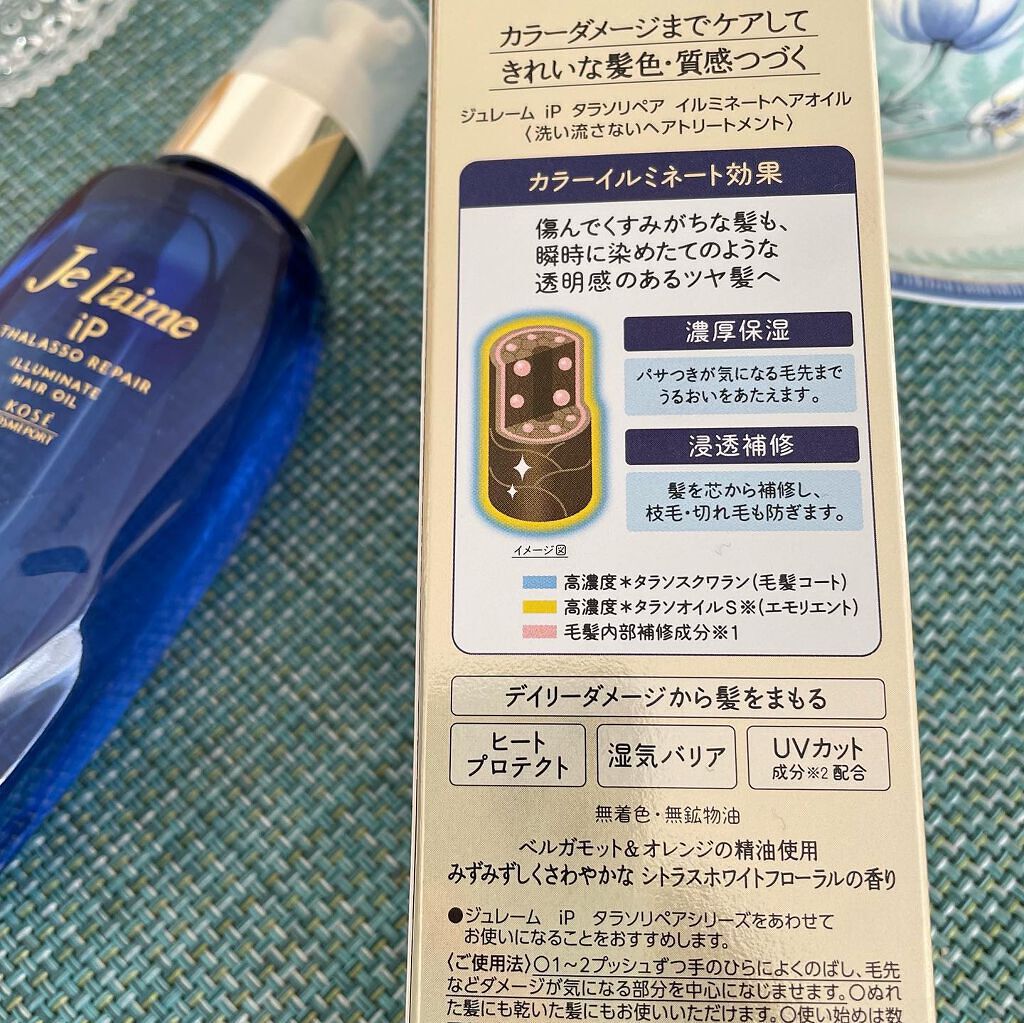 Je l'aime
iP
THALASSO REPAIR
ILLUMINATE
HAIR OIL
KOSÉ
COSMEPORT
カラーダメージまでケアして
きれいな髪色・質感つづく
ジュレーム iP タラソリペア イルミネートヘアオイル
〈洗い流さないヘアトリートメント〉
カラーイルミネート効果
傷んでくすみがちな髪も、
瞬時に染めたてのような
透明感のあるツヤ髪へ
濃厚保湿
パサつきが気になる毛先まで
うるおいをあたえます。
浸透補修
髪を芯から補修し、
枝毛・切れ毛も防ぎます。
イメージ図
高濃度＊タラソスクワラン(毛髪コート)
高濃度＊タラソオイルS※(エモリエント)
毛髪内部補修成分※1
デイリーダメージから髪をまもる
ヒート
プロテクト
湿気バリア
UVカット
成分※2 配合
無着色・無鉱物油
ベルガモット&オレンジの精油使用
みずみずしくさわやかな シトラスホワイトフローラルの香り
●ジュレーム iP タラソリペアシリーズをあわせて
お使いになることをおすすめします。
〈ご使用法〉○1～2プッシュずつ手のひらによくのばし、毛先
などダメージが気になる部分を中心になじませます。○ぬれ
た髪にも乾いた髪にもお使いいただけます。○使い始めは数